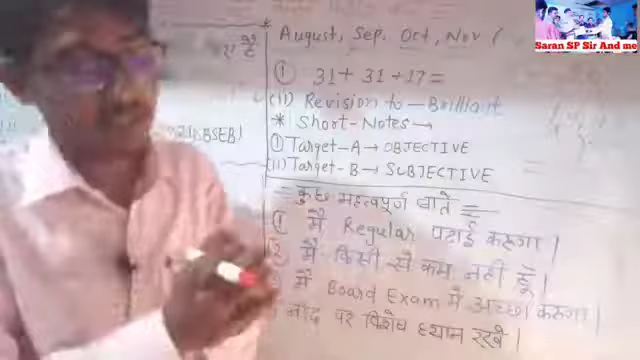 August, Sep. Oct, Nov /
① 31 + 31 + 17 =
(ii) Revision to — Brilliant
* Short-Notes →
① Target-A → OBJECTIVE
(ii) Target-B → SUBJECTIVE
= कुछ महत्वपूर्ण बाते =
① मै Regular पढाई करूगा।
② मै किसी से कम नही हूँ।
मै Board Exam मे अच्छा करूगा।
नींद पर विशेष ध्यान रखे।
BSEB)
Saran SP Sir And me